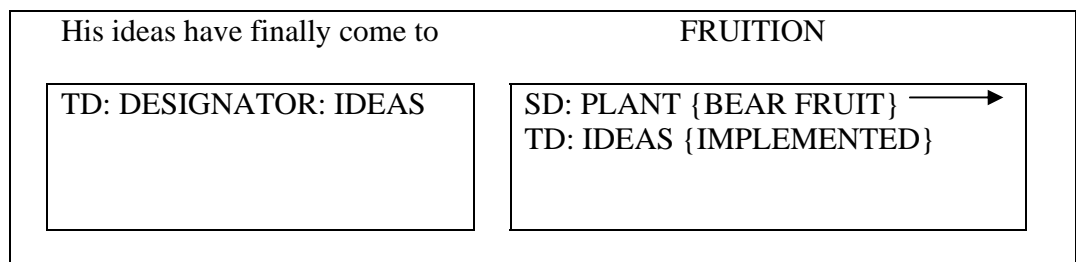 His ideas have finally come to FRUITION
TD: DESIGNATOR: IDEAS
SD: PLANT {BEAR FRUIT}
TD: IDEAS {IMPLEMENTED}